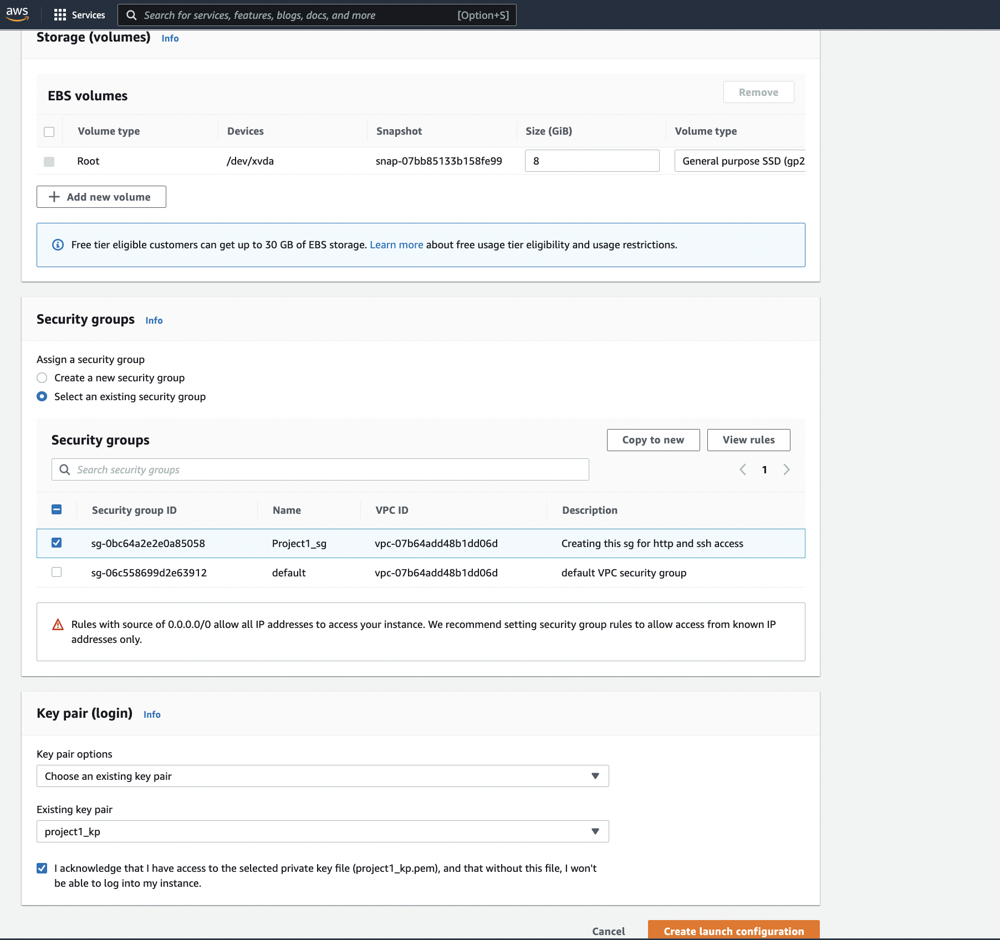 aws
Services
Search for services, features, blogs, docs, and more
[Option+S]
Storage (volumes) Info
EBS volumes
Remove
Volume type Devices Snapshot Size (GiB) Volume type
Root /dev/xvda snap-07bb85133b158fe99 8 General purpose SSD (gp2
Add new volume
Free tier eligible customers can get up to 30 GB of EBS storage. Learn more about free usage tier eligibility and usage restrictions.
Security groups Info
Assign a security group
Create a new security group
Select an existing security group
Security groups
Copy to new
View rules
Search security groups
1
Security group ID Name VPC ID Description
sg-0bc64a2e2e0a85058 Project1_sg vpc-07b64add48b1dd06d Creating this sg for http and ssh access
sg-06c558699d2e63912 default vpc-07b64add48b1dd06d default VPC security group
Rules with source of 0.0.0.0/0 allow all IP addresses to access your instance. We recommend setting security group rules to allow access from known IP
addresses only.
Key pair (login) Info
Key pair options
Choose an existing key pair
Existing key pair
project1_kp
I acknowledge that I have access to the selected private key file (project1_kp.pem), and that without this file, I won't
be able to log into my instance.
Cancel
Create launch configuration